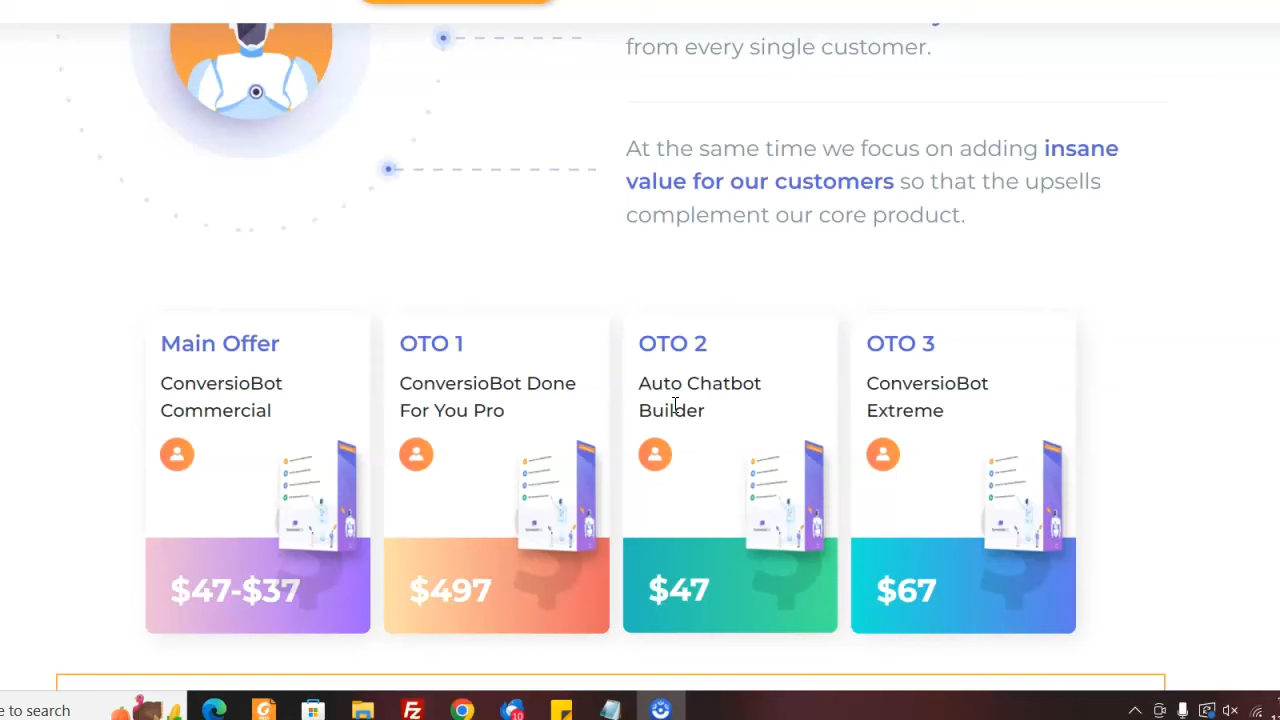 from every single customer.
At the same time we focus on adding insane
value for our customers so that the upsells
complement our core product.
Main Offer
ConversioBot
Commercial
$47-$37
OTO 1
ConversioBot Done
For You Pro
$497
OTO 2
Auto Chatbot
Builder
$47
OTO 3
ConversioBot
Extreme
$67
e to search
10